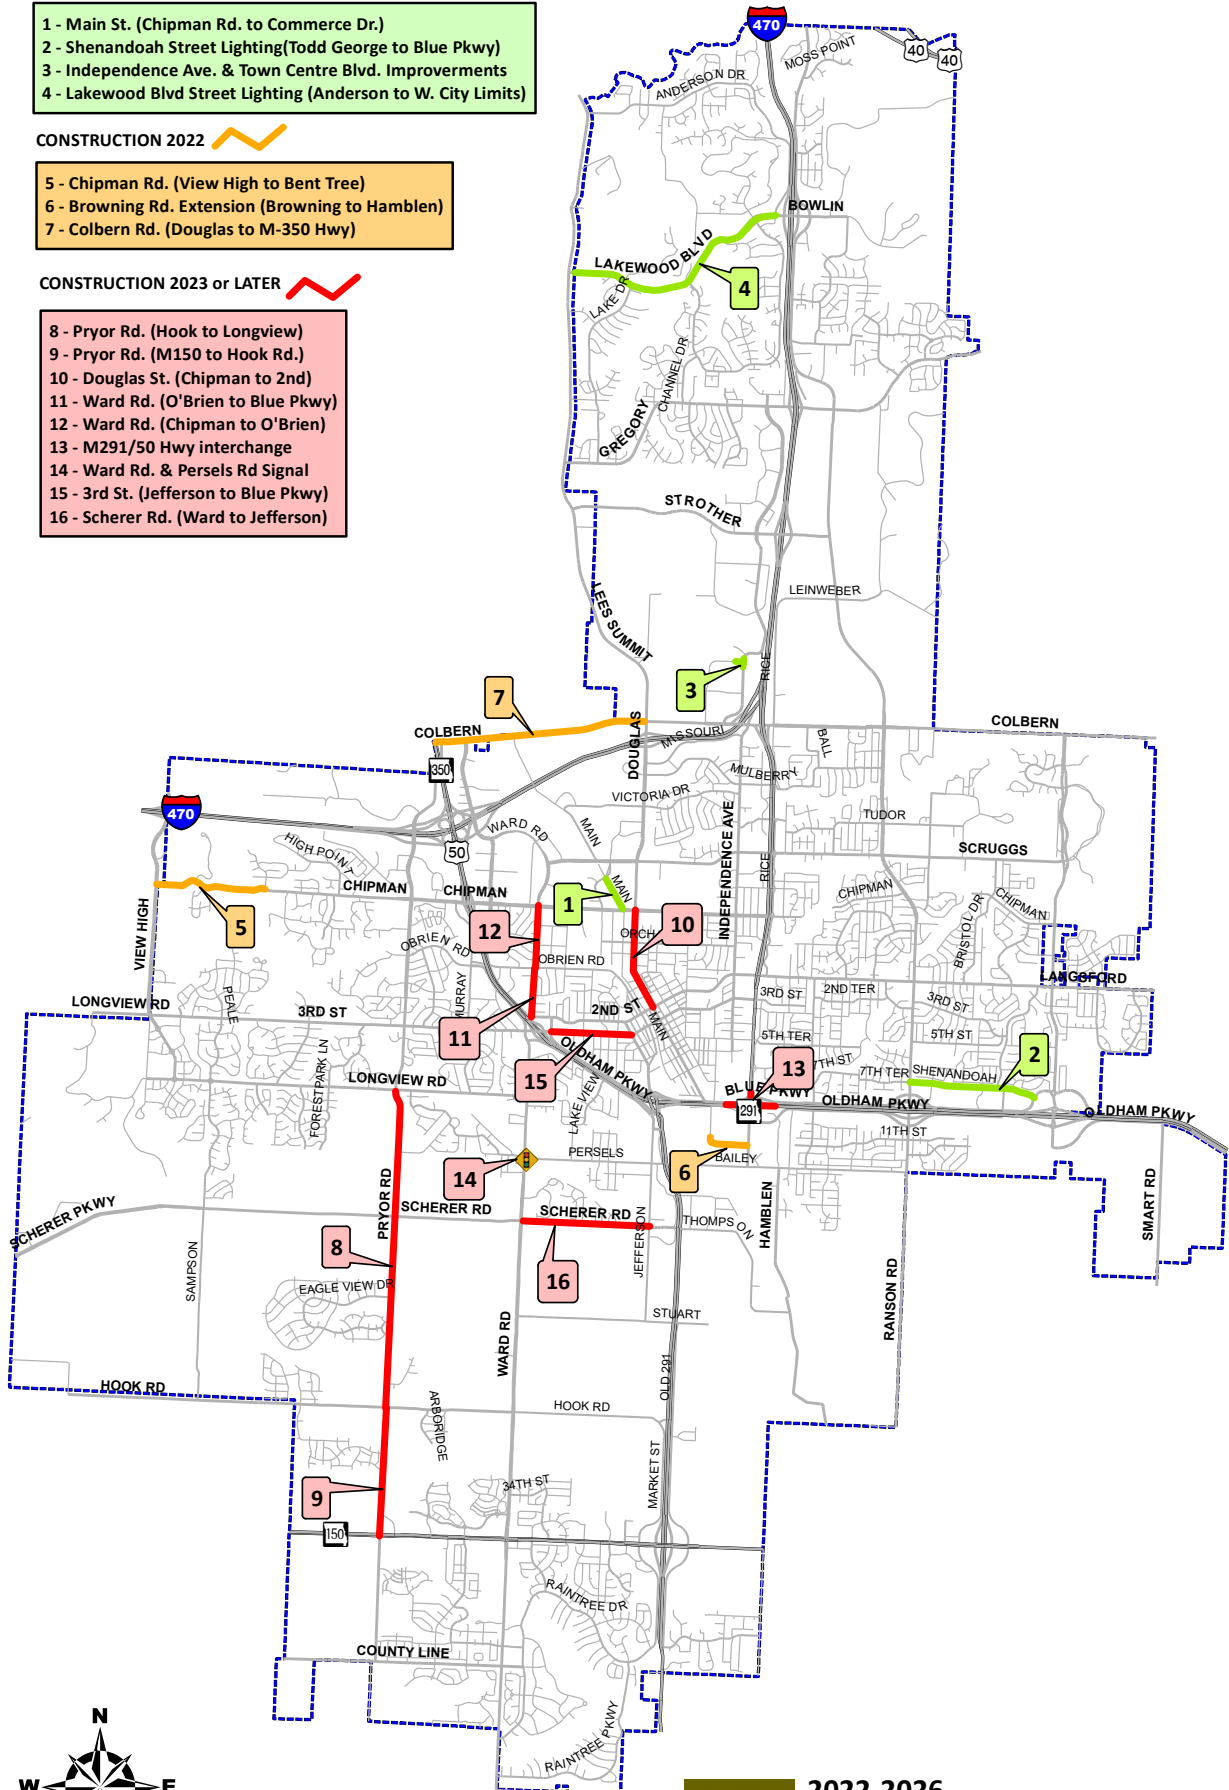 1 - Main St. (Chipman Rd. to Commerce Dr.)
2 - Shenandoah Street Lighting(Todd George to Blue Pkwy)
3 - Independence Ave. & Town Centre Blvd. Improverments
4 - Lakewood Blvd Street Lighting (Anderson to W. City Limits)
CONSTRUCTION 2022
5 - Chipman Rd. (View High to Bent Tree)
6 - Browning Rd. Extension (Browning to Hamblen)
7 - Colbern Rd. (Douglas to M-350 Hwy)
CONSTRUCTION 2023 or LATER
8 - Pryor Rd. (Hook to Longview)
9 - Pryor Rd. (M150 to Hook Rd.)
10 - Douglas St. (Chipman to 2nd)
11 - Ward Rd. (O'Brien to Blue Pkwy)
12 - Ward Rd. (Chipman to O'Brien)
13 - M291/50 Hwy interchange
14 - Ward Rd. & Persels Rd Signal
15 - 3rd St. (Jefferson to Blue Pkwy)
16 - Scherer Rd. (Ward to Jefferson)
470
40
40
MOSS POINT
ANDERSON DR
BOWLIN
LAKEWOOD BLVD
4
LAKE DR
CHANNEL DR
GREGORY
STROTHER
LEINWEBER
LEES SUMMIT
RICE
3
7
COLBERN
DOUGLAS
MISSOURI
COLBERN
BALL
350
MULBERRY
VICTORIA DR
470
TUDOR
WARD RD
MAIN
INDEPENDENCE AVE
HIGH POINT
50
SCRUGGS
RICE
CHIPMAN
CHIPMAN
MAIN
CHIPMAN
CHIPMAN
1
5
VIEW HIGH
12
10
ORCH
BRISTOL DR
OBRIEN RD
OBRIEN RD
LANGSFORD
MURRAY
PEALE
LONGVIEW RD
3RD ST
2ND ST
3RD ST
2ND TER
3RD ST
MAIN
11
5TH TER
5TH ST
OLDHAM PKWY
7TH ST
2
15
13
7TH TER
SHENANDOAH
FORESTPARK LN
LONGVIEW RD
LAKE VIEW
BLUE PKWY
291
OLDHAM PKWY
OLDHAM PKWY
11TH ST
PERSELS
BAILEY
14
6
PRYOR RD
SCHERER PKWY
SCHERER RD
SCHERER RD
THOMPSON
HAMBLEN
SMART RD
JEFFERSON
8
SAMPSON
16
EAGLE VIEW DR
RANSON RD
STUART
WARD RD
OLD 291
HOOK RD
HOOK RD
ARBORIDGE
MARKET ST
34TH ST
9
150
RAINTREE DR
COUNTY LINE
RAINTREE PKWY
N
W
E
2022-2026